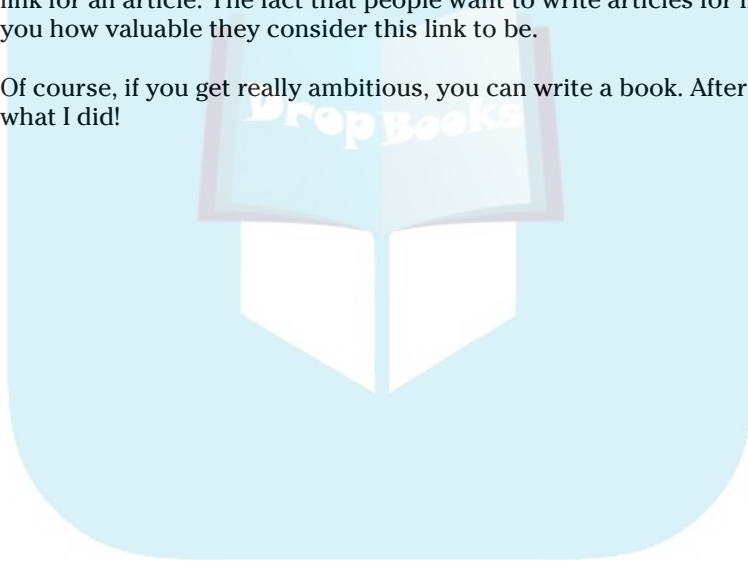 link for an article. The fact that people want to write articles for
you how valuable they consider this link to be.
Of course, if you get really ambitious, you can write a book. After
what I did!
DropBooks